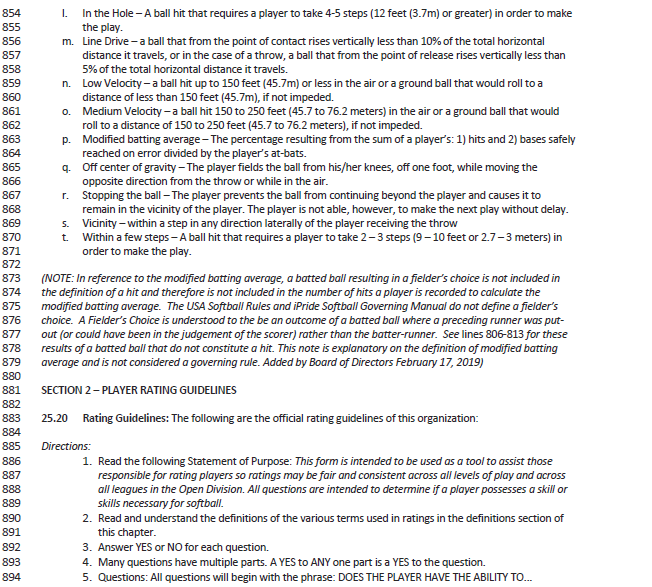 854 l. In the Hole – A ball hit that requires a player to take 4-5 steps (12 feet (3.7m) or greater) in order to make
855 the play.
856 m. Line Drive – a ball that from the point of contact rises vertically less than 10% of the total horizontal
857 distance it travels, or in the case of a throw, a ball that from the point of release rises vertically less than
858 5% of the total horizontal distance it travels.
859 n. Low Velocity – a ball hit up to 150 feet (45.7m) or less in the air or a ground ball that would roll to a
860 distance of less than 150 feet (45.7m), if not impeded.
861 o. Medium Velocity – a ball hit 150 to 250 feet (45.7 to 76.2 meters) in the air or a ground ball that would
862 roll to a distance of 150 to 250 feet (45.7 to 76.2 meters), if not impeded.
863 p. Modified batting average – The percentage resulting from the sum of a player's: 1) hits and 2) bases safely
864 reached on error divided by the player's at-bats.
865 q. Off center of gravity – The player fields the ball from his/her knees, off one foot, while moving the
866 opposite direction from the throw or while in the air.
867 r. Stopping the ball – The player prevents the ball from continuing beyond the player and causes it to
868 remain in the vicinity of the player. The player is not able, however, to make the next play without delay.
869 s. Vicinity – within a step in any direction laterally of the player receiving the throw
870 t. Within a few steps – A ball hit that requires a player to take 2 – 3 steps (9 – 10 feet or 2.7 – 3 meters) in
871 order to make the play.
872
873 (NOTE: In reference to the modified batting average, a batted ball resulting in a fielder's choice is not included in
874 the definition of a hit and therefore is not included in the number of hits a player is recorded to calculate the
875 modified batting average. The USA Softball Rules and iPride Softball Governing Manual do not define a fielder's
876 choice. A Fielder's Choice is understood to the be an outcome of a batted ball where a preceding runner was put-
877 out (or could have been in the judgement of the scorer) rather than the batter-runner. See lines 806-813 for these
878 results of a batted ball that do not constitute a hit. This note is explanatory on the definition of modified batting
879 average and is not considered a governing rule. Added by Board of Directors February 17, 2019)
880
881 SECTION 2 – PLAYER RATING GUIDELINES
882
883 25.20 Rating Guidelines: The following are the official rating guidelines of this organization:
884
885 Directions:
886 1. Read the following Statement of Purpose: This form is intended to be used as a tool to assist those
887 responsible for rating players so ratings may be fair and consistent across all levels of play and across
888 all leagues in the Open Division. All questions are intended to determine if a player possesses a skill or
889 skills necessary for softball.
890 2. Read and understand the definitions of the various terms used in ratings in the definitions section of
891 this chapter.
892 3. Answer YES or NO for each question.
893 4. Many questions have multiple parts. A YES to ANY one part is a YES to the question.
894 5. Questions: All questions will begin with the phrase: DOES THE PLAYER HAVE THE ABILITY TO...